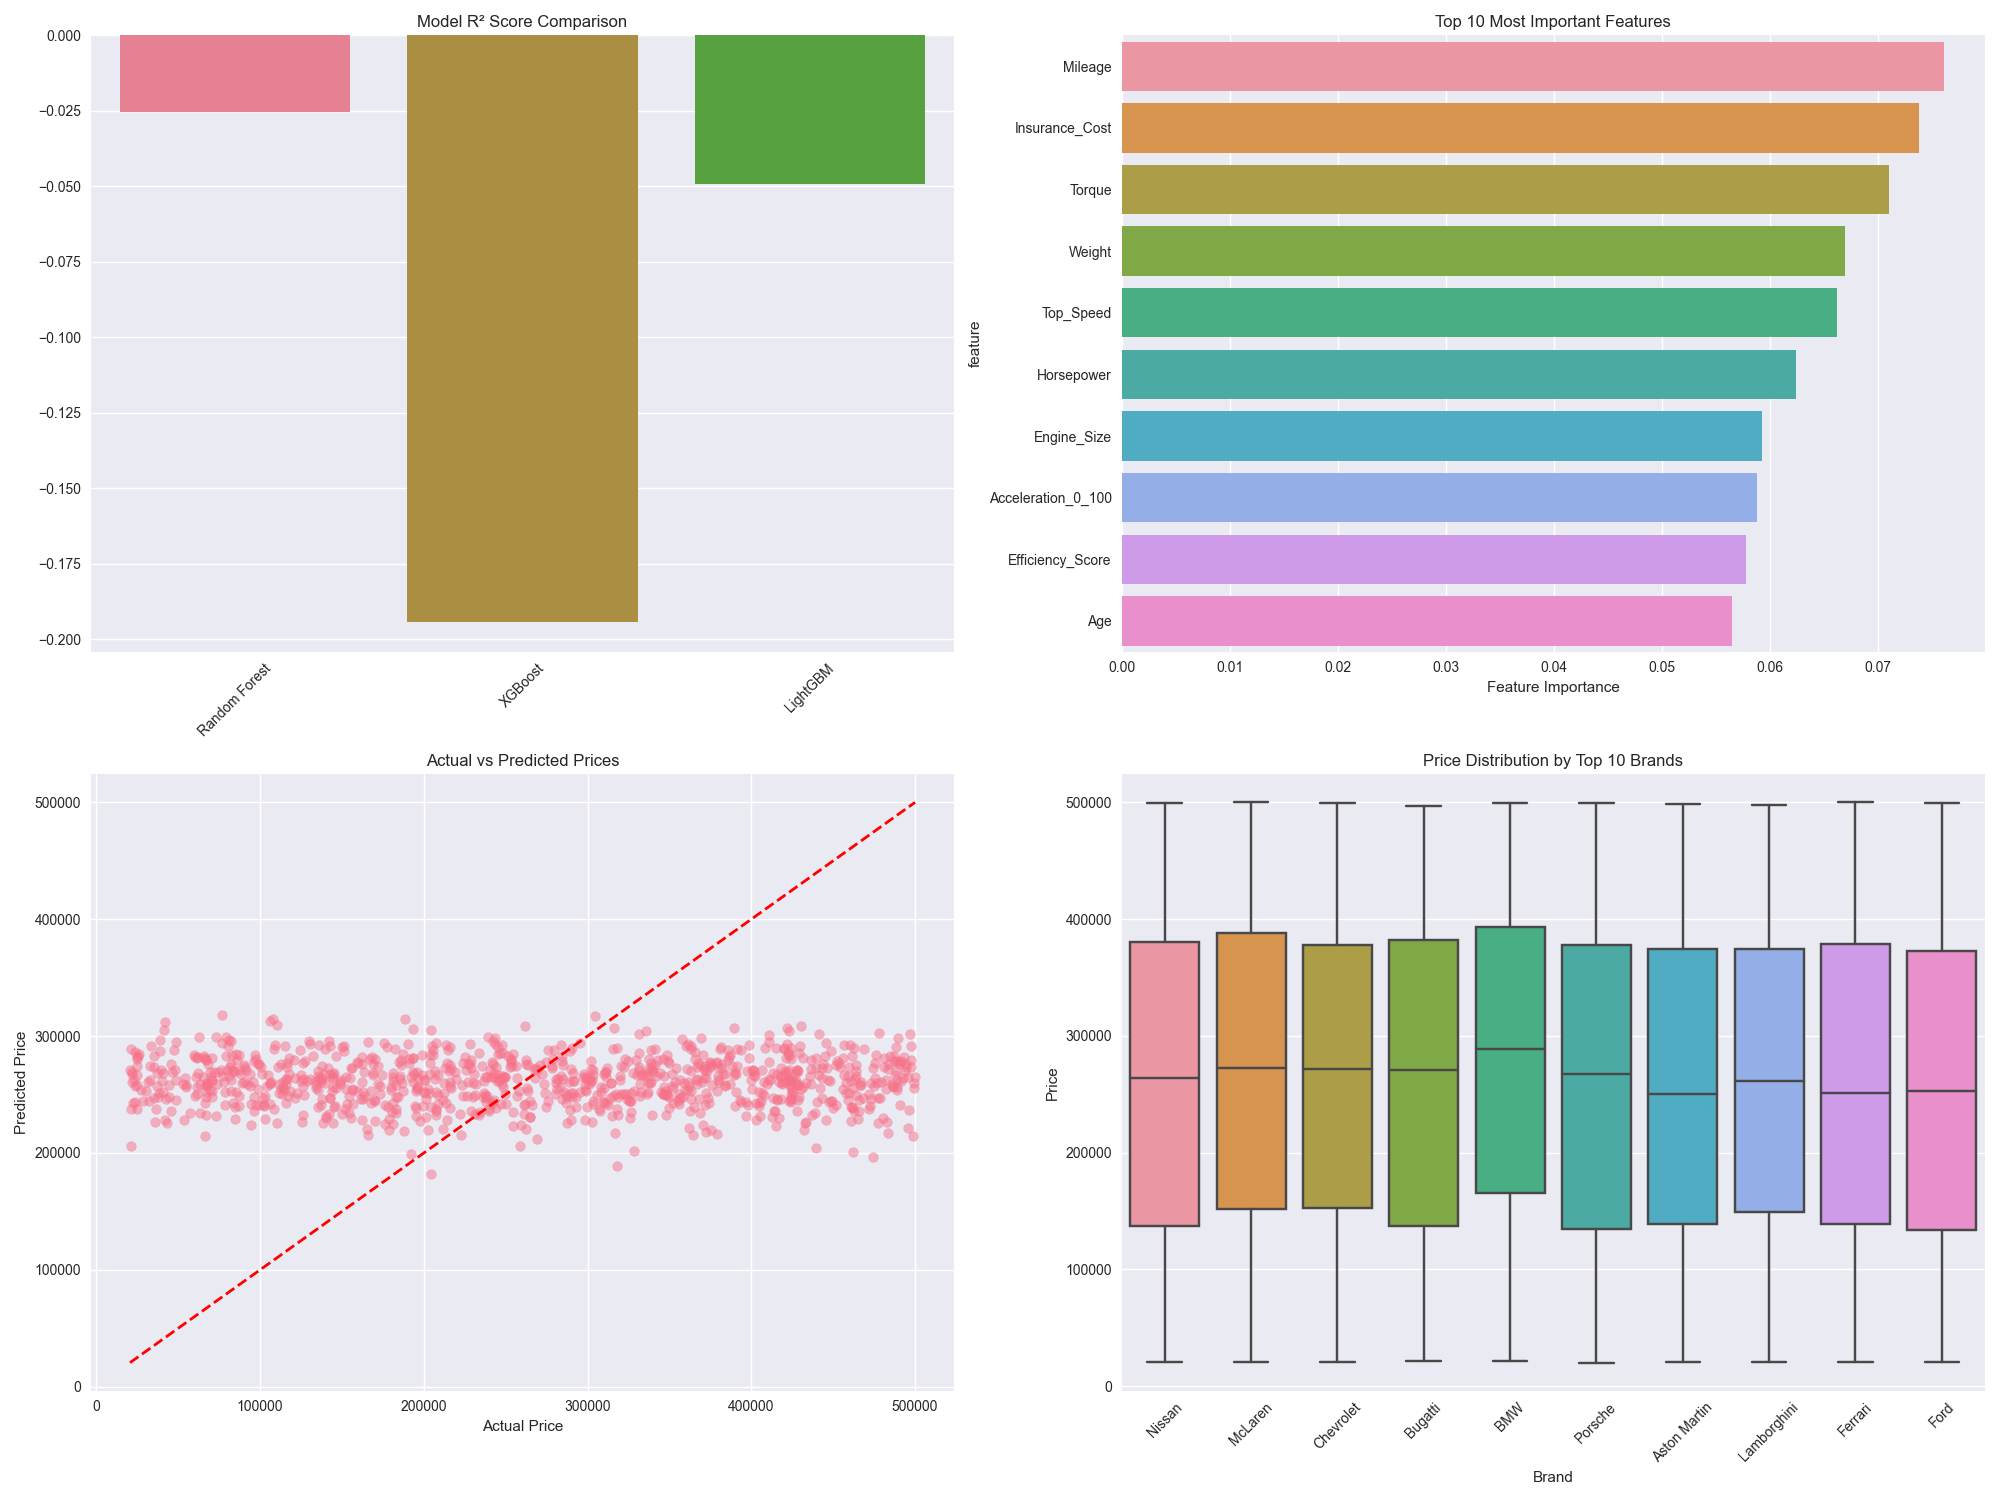 Model R² Score Comparison
0.000
−0.025
−0.050
−0.075
−0.100
−0.125
−0.150
−0.175
−0.200
Random Forest
XGBoost
LightGBM
Top 10 Most Important Features
feature
Mileage
Insurance_Cost
Torque
Weight
Top_Speed
Horsepower
Engine_Size
Acceleration_0_100
Efficiency_Score
Age
0.00 0.01 0.02 0.03 0.04 0.05 0.06 0.07
Feature Importance
Actual vs Predicted Prices
Predicted Price
500000
400000
300000
200000
100000
0
0 100000 200000 300000 400000 500000
Actual Price
Price Distribution by Top 10 Brands
Price
500000
400000
300000
200000
100000
0
Nissan
McLaren
Chevrolet
Bugatti
BMW
Porsche
Aston Martin
Lamborghini
Ferrari
Ford
Brand